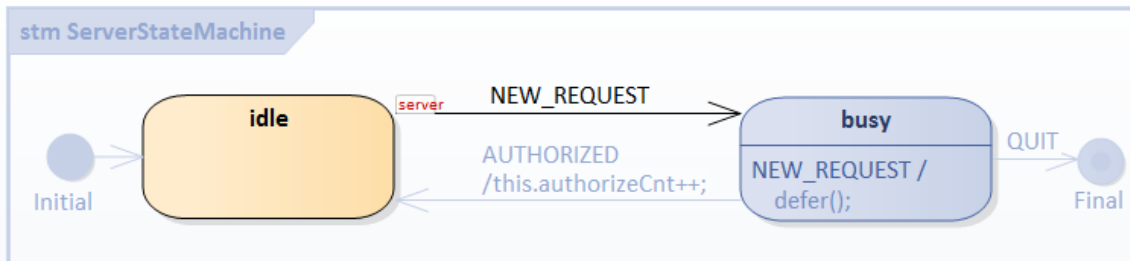 stm ServerStateMachine
idle
server
NEW_REQUEST
busy
AUTHORIZED
/this.authorizeCnt++;
NEW_REQUEST /
defer();
QUIT
Initial
Final